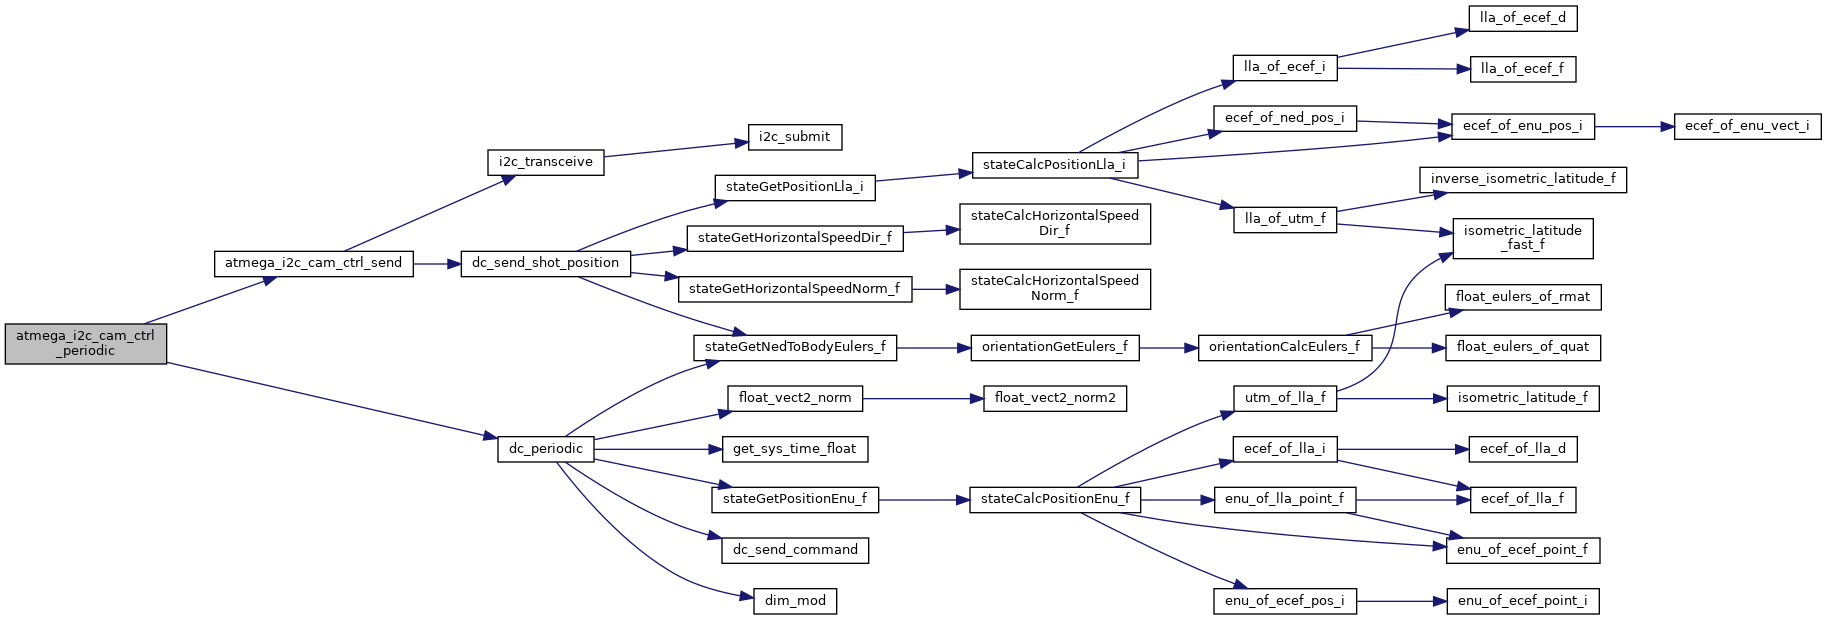 atmega_i2c_cam_ctrl
_periodic
atmega_i2c_cam_ctrl_send
i2c_transceive
i2c_submit
dc_send_shot_position
stateGetPositionLla_i
stateCalcPositionLla_i
lla_of_ecef_i
lla_of_ecef_d
lla_of_ecef_f
ecef_of_ned_pos_i
ecef_of_enu_pos_i
ecef_of_enu_vect_i
lla_of_utm_f
inverse_isometric_latitude_f
isometric_latitude
_fast_f
stateGetHorizontalSpeedDir_f
stateCalcHorizontalSpeed
Dir_f
stateGetHorizontalSpeedNorm_f
stateCalcHorizontalSpeed
Norm_f
stateGetNedToBodyEulers_f
orientationGetEulers_f
orientationCalcEulers_f
float_eulers_of_rmat
float_eulers_of_quat
dc_periodic
float_vect2_norm
float_vect2_norm2
get_sys_time_float
stateGetPositionEnu_f
stateCalcPositionEnu_f
utm_of_lla_f
isometric_latitude_f
ecef_of_lla_i
ecef_of_lla_d
ecef_of_lla_f
enu_of_lla_point_f
enu_of_ecef_point_f
enu_of_ecef_pos_i
enu_of_ecef_point_i
dc_send_command
dim_mod